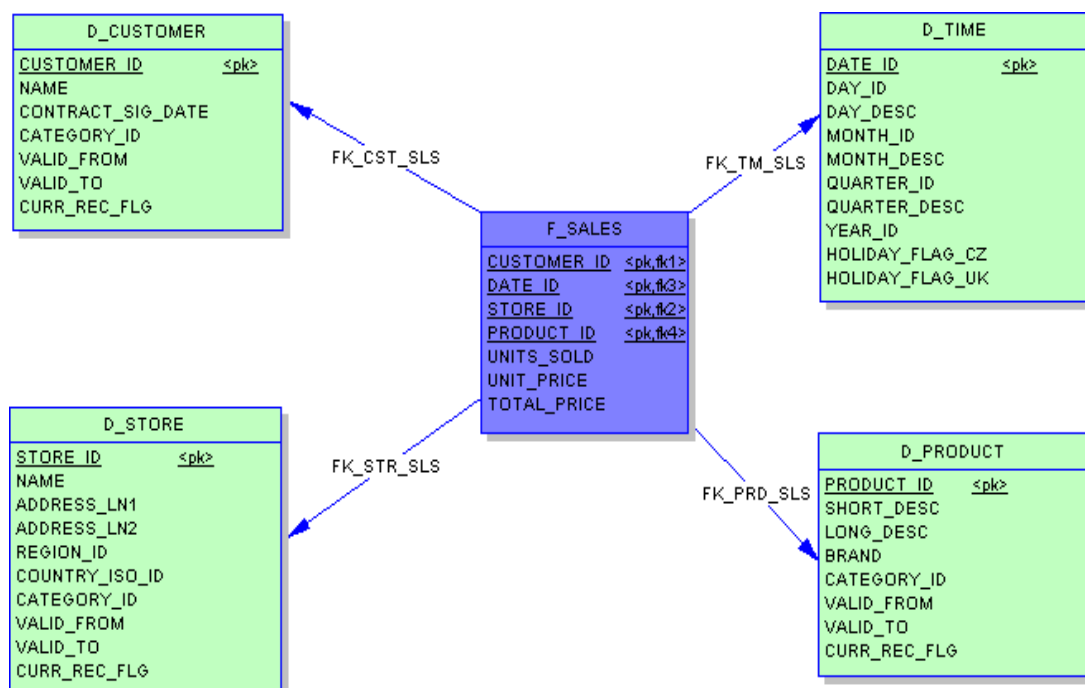 D_CUSTOMER
CUSTOMER_ID <pk>
NAME
CONTRACT_SIG_DATE
CATEGORY_ID
VALID_FROM
VALID_TO
CURR_REC_FLG
D_TIME
DATE_ID <pk>
DAY_ID
DAY_DESC
MONTH_ID
MONTH_DESC
QUARTER_ID
QUARTER_DESC
YEAR_ID
HOLIDAY_FLAG_CZ
HOLIDAY_FLAG_UK
FK_CST_SLS
FK_TM_SLS
F_SALES
CUSTOMER_ID <pk,fk1>
DATE_ID <pk,fk3>
STORE_ID <pk,fk2>
PRODUCT_ID <pk,fk4>
UNITS_SOLD
UNIT_PRICE
TOTAL_PRICE
FK_STR_SLS
FK_PRD_SLS
D_STORE
STORE_ID <pk>
NAME
ADDRESS_LN1
ADDRESS_LN2
REGION_ID
COUNTRY_ISO_ID
CATEGORY_ID
VALID_FROM
VALID_TO
CURR_REC_FLG
D_PRODUCT
PRODUCT_ID <pk>
SHORT_DESC
LONG_DESC
BRAND
CATEGORY_ID
VALID_FROM
VALID_TO
CURR_REC_FLG